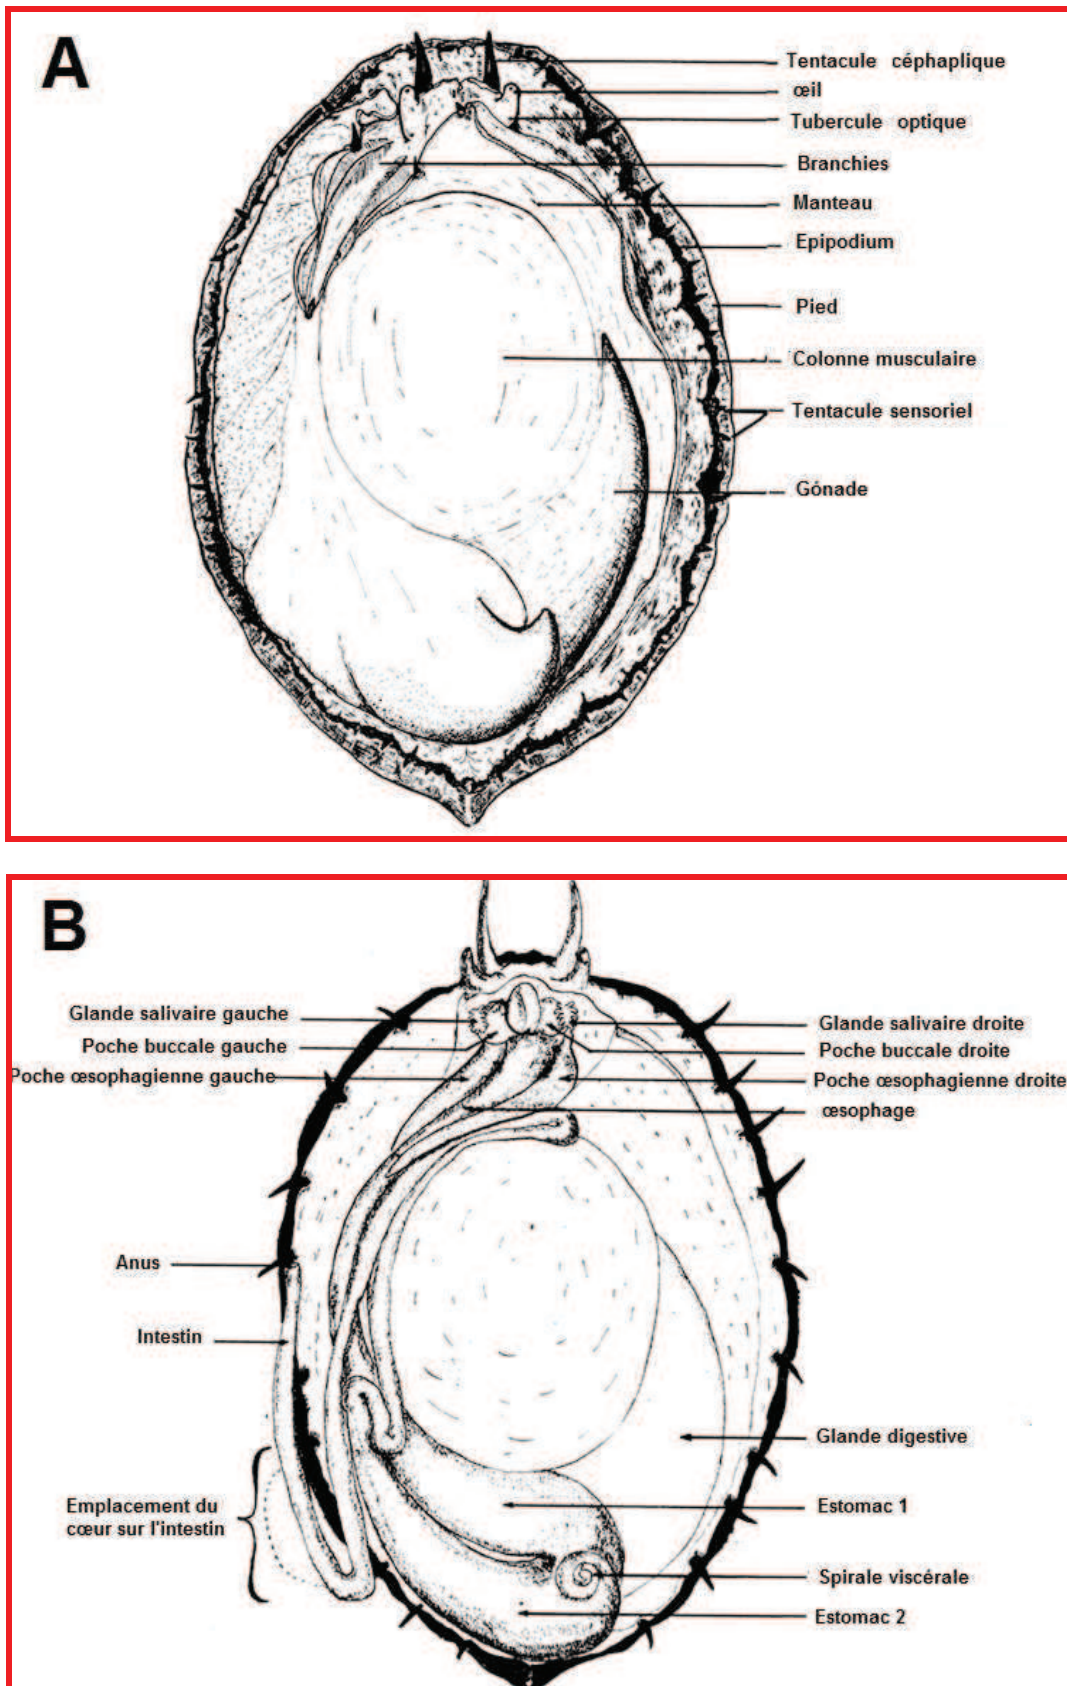 A
Tentacule céphaplique
œil
Tubercule optique
Branchies
Manteau
Epipodium
Pied
Colonne musculaire
Tentacule sensoriel
Gónade
B
Glande salivaire gauche
Poche buccale gauche
Poche œsophagienne gauche
Glande salivaire droite
Poche buccale droite
Poche œsophagienne droite
œsophage
Anus
Intestin
Emplacement du
cœur sur l'intestin
Glande digestive
Estomac 1
Spirale viscérale
Estomac 2